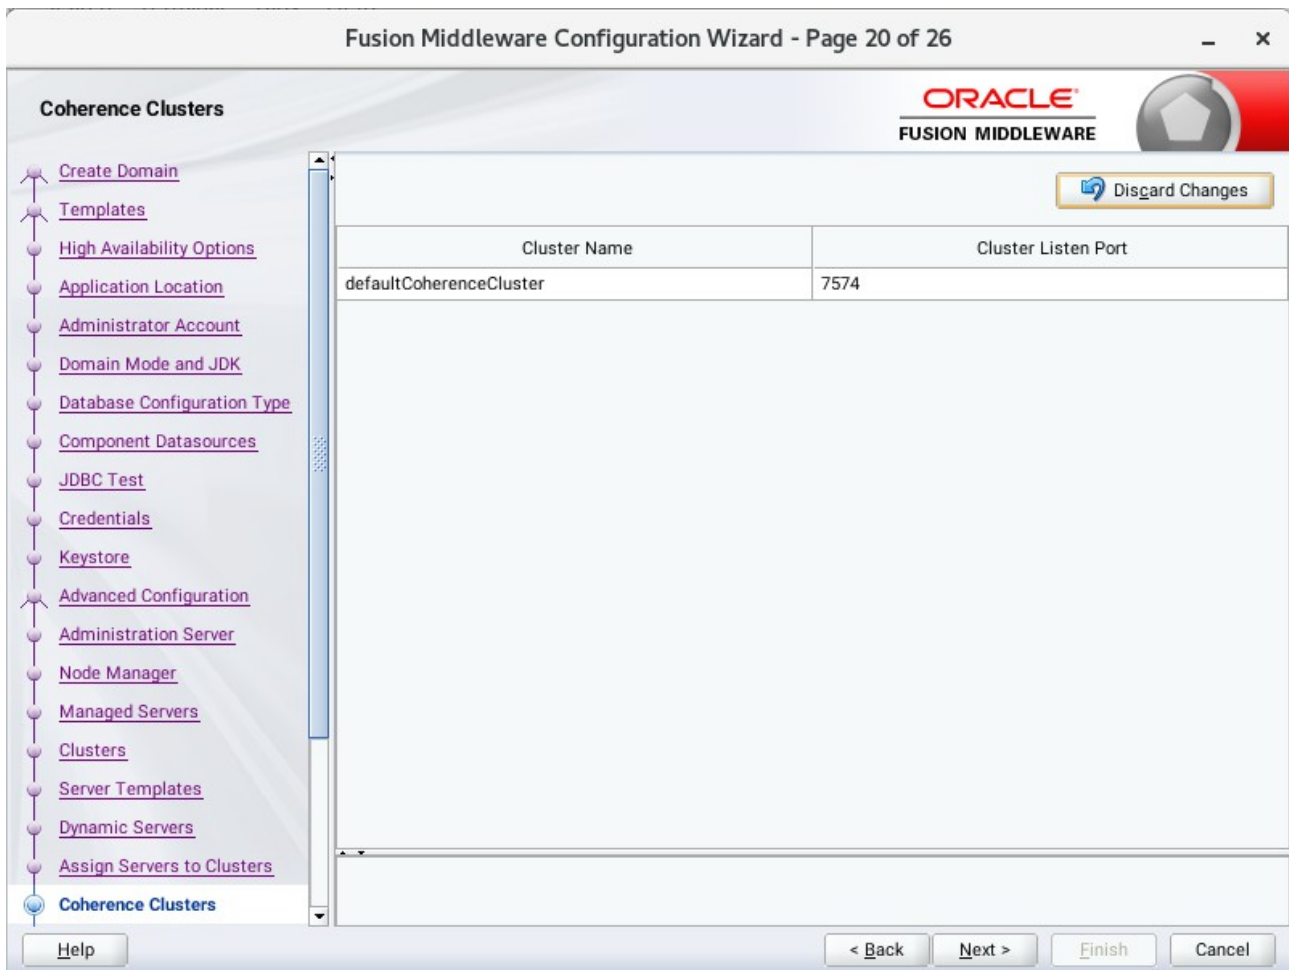 Fusion Middleware Configuration Wizard - Page 20 of 26
Coherence Clusters
ORACLE
FUSION MIDDLEWARE
Create Domain
Templates
High Availability Options
Application Location
Administrator Account
Domain Mode and JDK
Database Configuration Type
Component Datasources
JDBC Test
Credentials
Keystore
Advanced Configuration
Administration Server
Node Manager
Managed Servers
Clusters
Server Templates
Dynamic Servers
Assign Servers to Clusters
Coherence Clusters
Discard Changes
Cluster Name Cluster Listen Port
defaultCoherenceCluster 7574
Help < Back Next > Finish Cancel